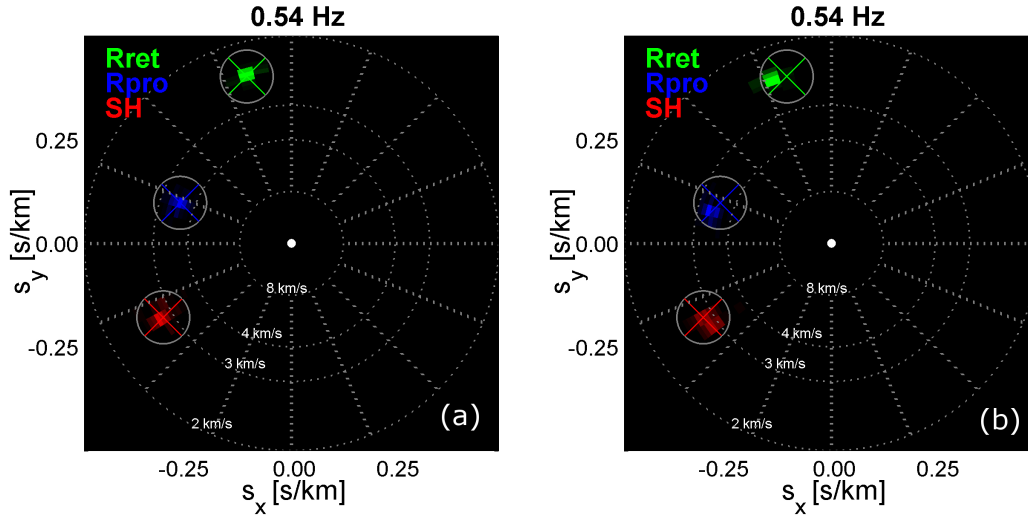 0.54 Hz
Rret
Rpro
SH
0.25
0.00
-0.25
s_y [s/km]
8 km/s
4 km/s
3 km/s
2 km/s
(a)
-0.25 0.00 0.25
s_x [s/km]
0.54 Hz
Rret
Rpro
SH
0.25
0.00
-0.25
s_y [s/km]
8 km/s
4 km/s
3 km/s
2 km/s
(b)
-0.25 0.00 0.25
s_x [s/km]